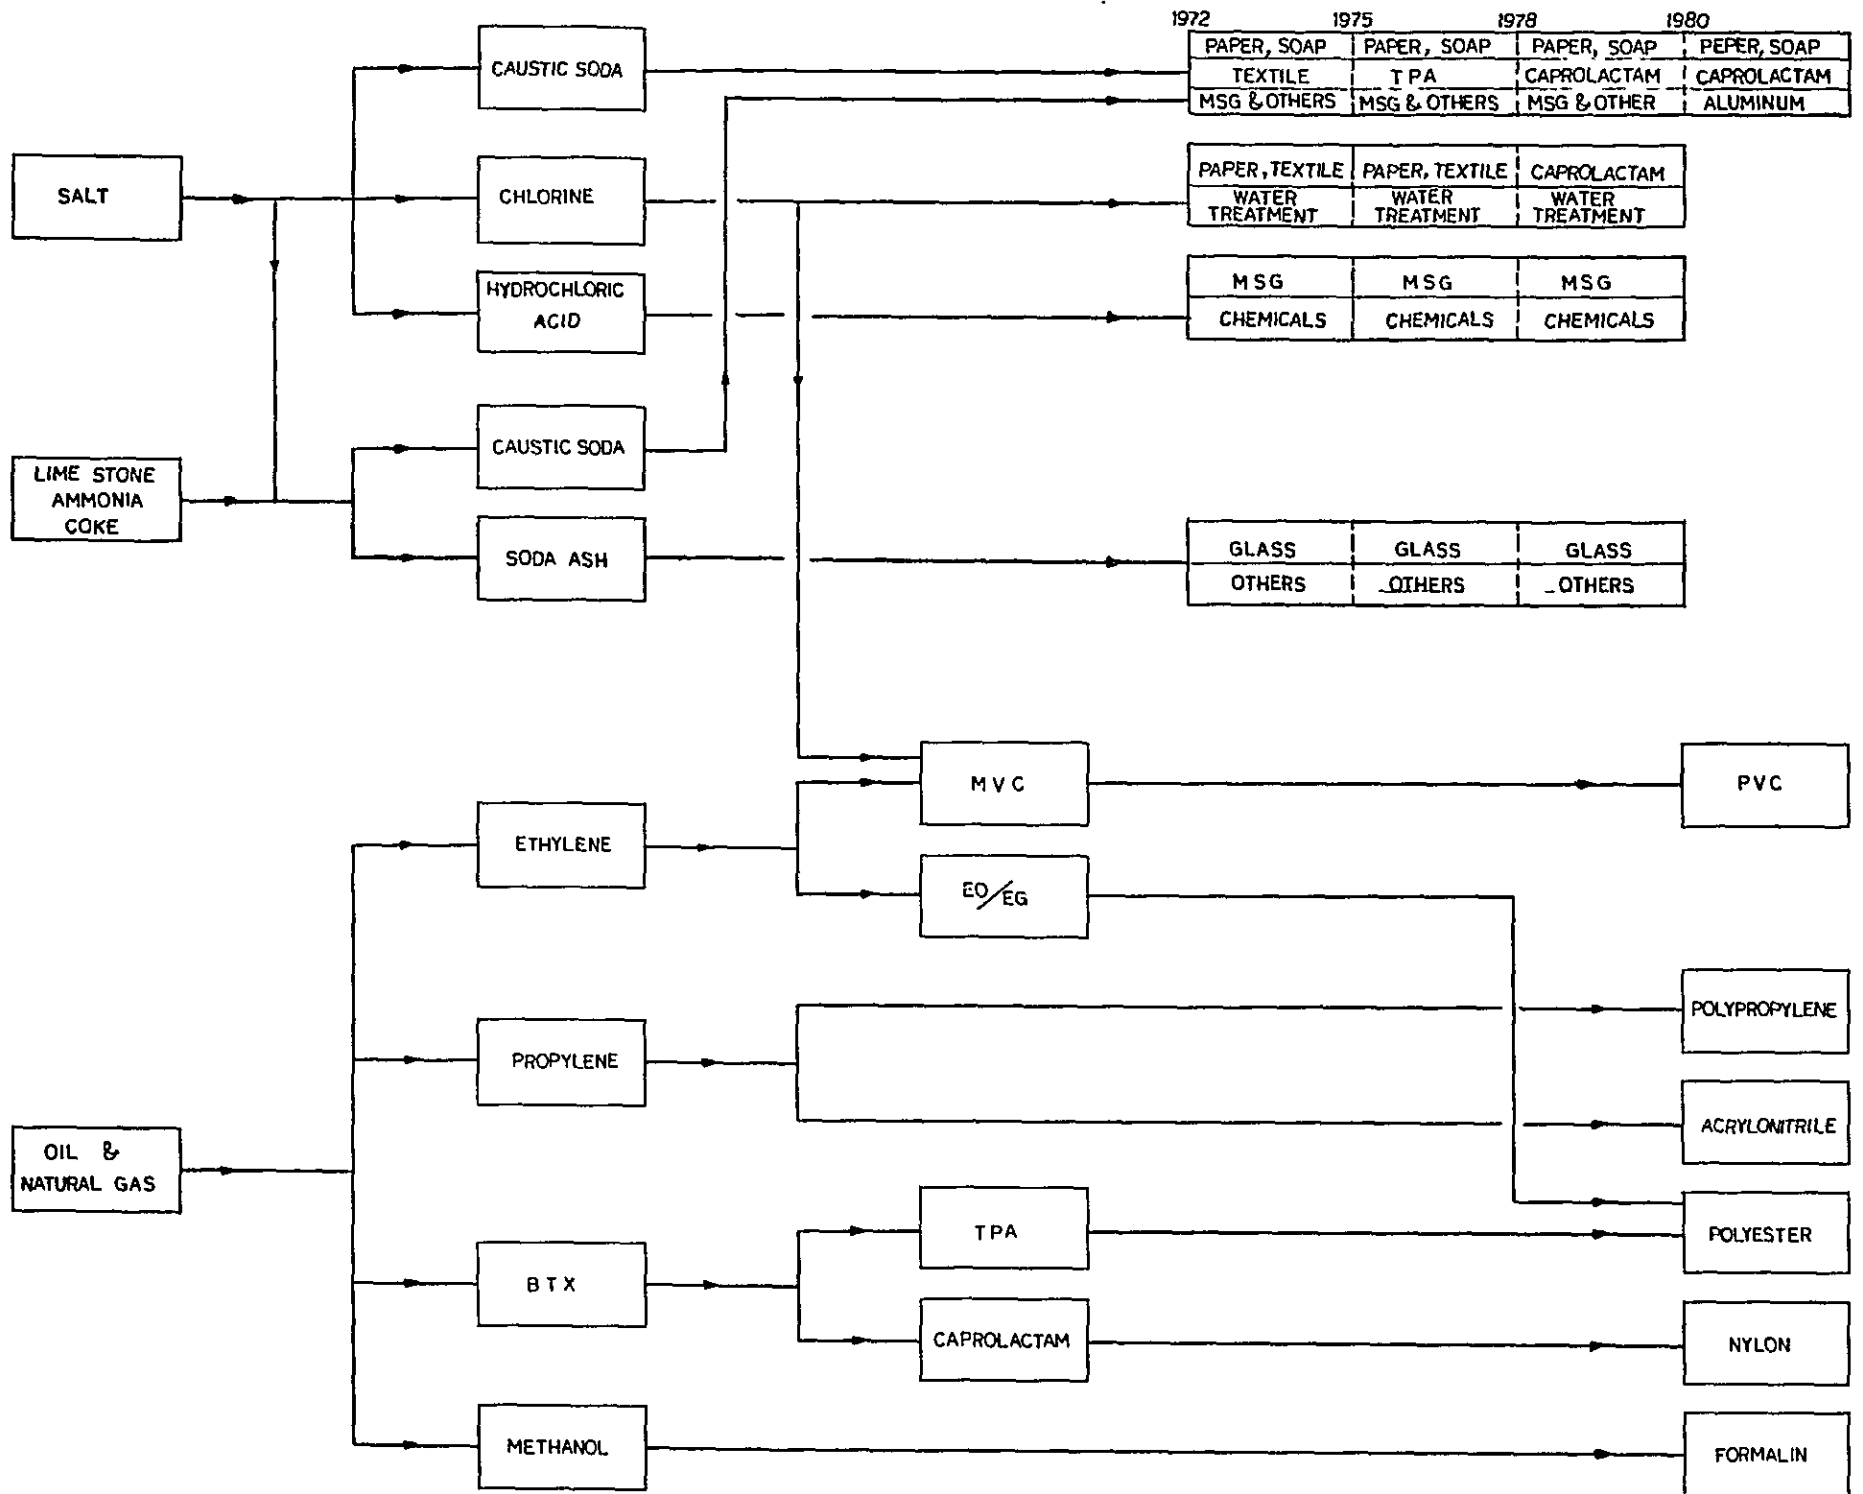 1972 1975 1978 1980
PAPER, SOAP PAPER, SOAP PAPER, SOAP PEPER, SOAP
TEXTILE TPA CAPROLACTAM CAPROLACTAM
MSG & OTHERS MSG & OTHERS MSG & OTHER ALUMINUM
CAUSTIC SODA
SALT
CHLORINE
PAPER, TEXTILE PAPER, TEXTILE CAPROLACTAM
WATER WATER WATER
TREATMENT TREATMENT TREATMENT
HYDROCHLORIC
ACID
MSG MSG MSG
CHEMICALS CHEMICALS CHEMICALS
LIME STONE
AMMONIA
COKE
CAUSTIC SODA
SODA ASH
GLASS GLASS GLASS
OTHERS OTHERS OTHERS
MVC
PVC
ETHYLENE
EO/EG
PROPYLENE
POLYPROPYLENE
ACRYLONITRILE
OIL &
NATURAL GAS
TPA
POLYESTER
BTX
CAPROLACTAM
NYLON
METHANOL
FORMALIN